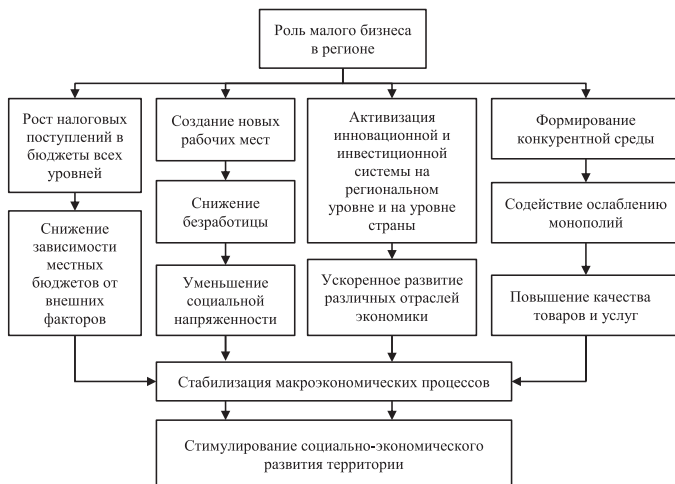 Роль малого бизнеса
в регионе
Рост налоговых
поступлений в
бюджеты всех
уровней
Создание новых
рабочих мест
Активизация
инновационной и
инвестиционной
системы на
региональном
уровне и на уровне
страны
Формирование
конкурентной среды
Снижение
зависимости
местных
бюджетов от
внешних
факторов
Снижение
безработицы
Содействие ослаблению
монополий
Уменьшение
социальной
напряженности
Ускоренное развитие
различных отраслей
экономики
Повышение качества
товаров и услуг
Стабилизация макроэкономических процессов
Стимулирование социально-экономического
развития территории